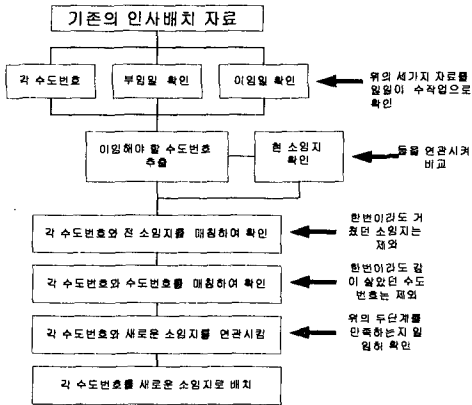 기존의 인사배치 자료
각 수도번호
부임일 확인
이임일 확인
위의 세가지 자료를
일일이 수작업으로
확인
이임해야 할 수도번호
추출
현 소임지
확인
둘을 연관시켜
비교
각 수도번호와 전 소임지를 매칭하여 확인
한번이라도 거
쳤던 소임지는
제외
각 수도번호와 수도번호를 매칭하여 확인
한번이라도 같
이 살았던 수도
번호는 제외
각 수도번호와 새로운 소임지를 연관시킴
위의 두단계를
만족하는지 일
일히 확인
각 수도번호를 새로운 소임지로 배치